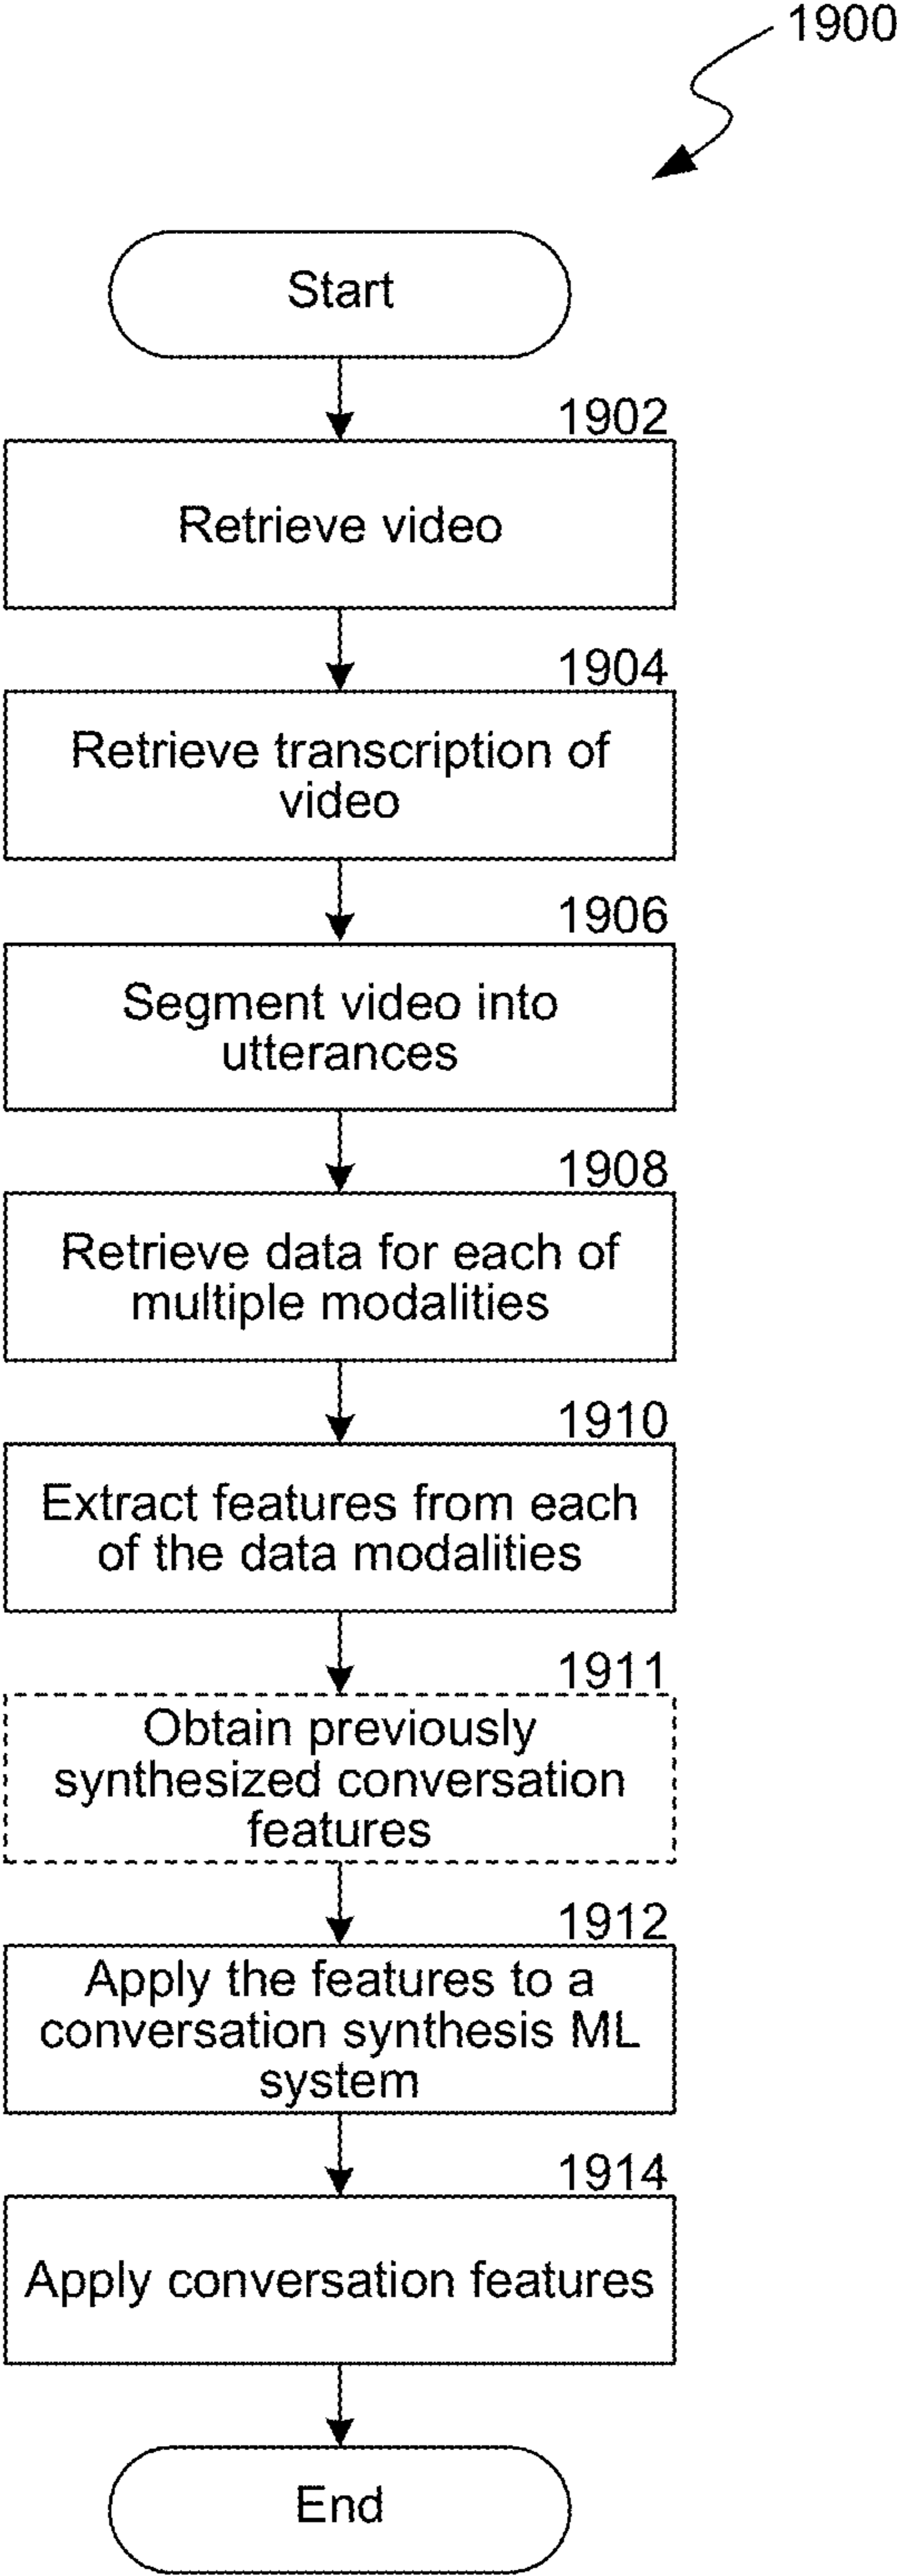 1900
Start
1902
Retrieve video
1904
Retrieve transcription of
video
1906
Segment video into
utterances
1908
Retrieve data for each of
multiple modalities
1910
Extract features from each
of the data modalities
1911
Obtain previously
synthesized conversation
features
1912
Apply the features to a
conversation synthesis ML
system
1914
Apply conversation features
End